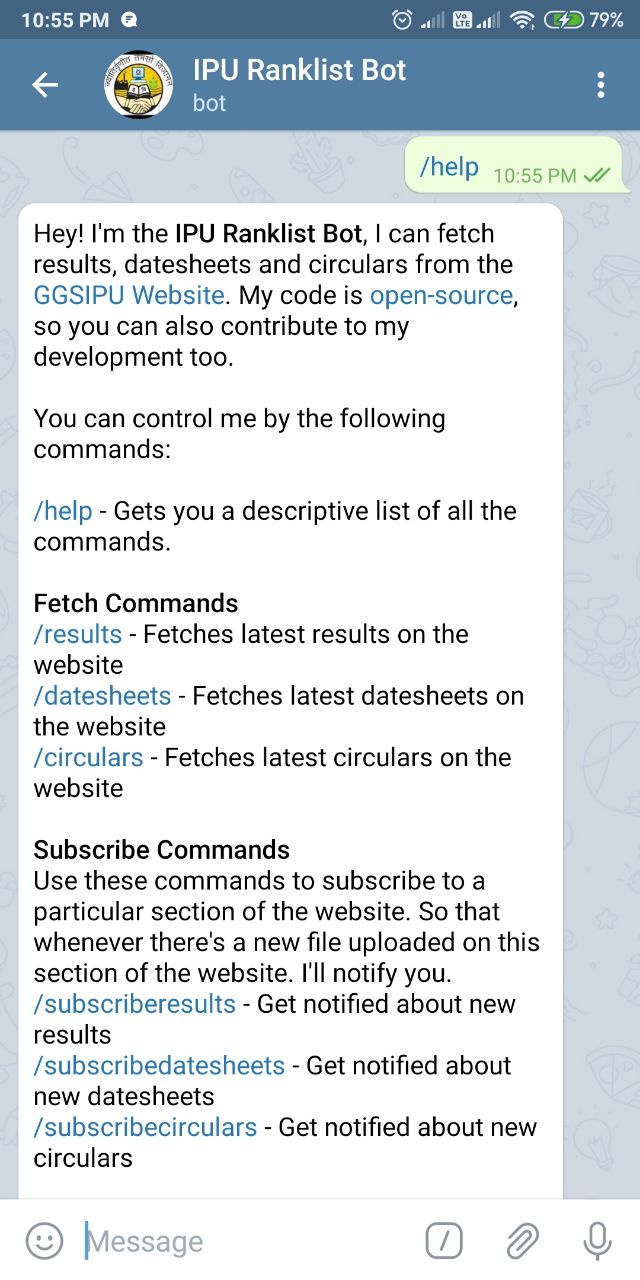 10:55 PM
Vo
LTE
79%
IPU Ranklist Bot
bot
/help 10:55 PM
Hey! I'm the IPU Ranklist Bot, I can fetch
results, datesheets and circulars from the
GGSIPU Website. My code is open-source,
so you can also contribute to my
development too.
You can control me by the following
commands:
/help - Gets you a descriptive list of all the
commands.
Fetch Commands
/results - Fetches latest results on the
website
/datesheets - Fetches latest datesheets on
the website
/circulars - Fetches latest circulars on the
website
Subscribe Commands
Use these commands to subscribe to a
particular section of the website. So that
whenever there's a new file uploaded on this
section of the website. I'll notify you.
/subscriberesults - Get notified about new
results
/subscribedatesheets - Get notified about
new datesheets
/subscribecirculars - Get notified about new
circulars
Message